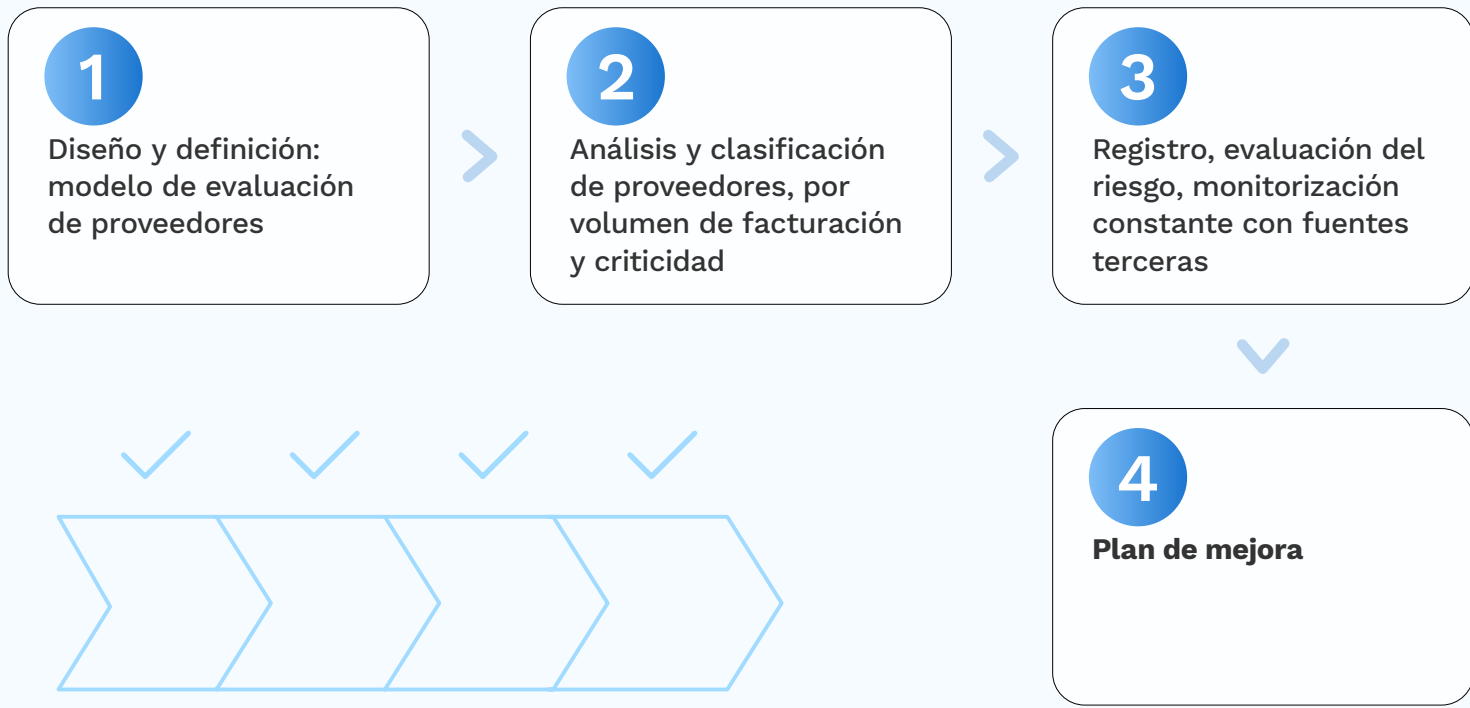 1
Diseño y definición:
modelo de evaluación
de proveedores
2
Análisis y clasificación
de proveedores, por
volumen de facturación
y criticidad
3
Registro, evaluación del
riesgo, monitorización
constante con fuentes
terceras
4
Plan de mejora